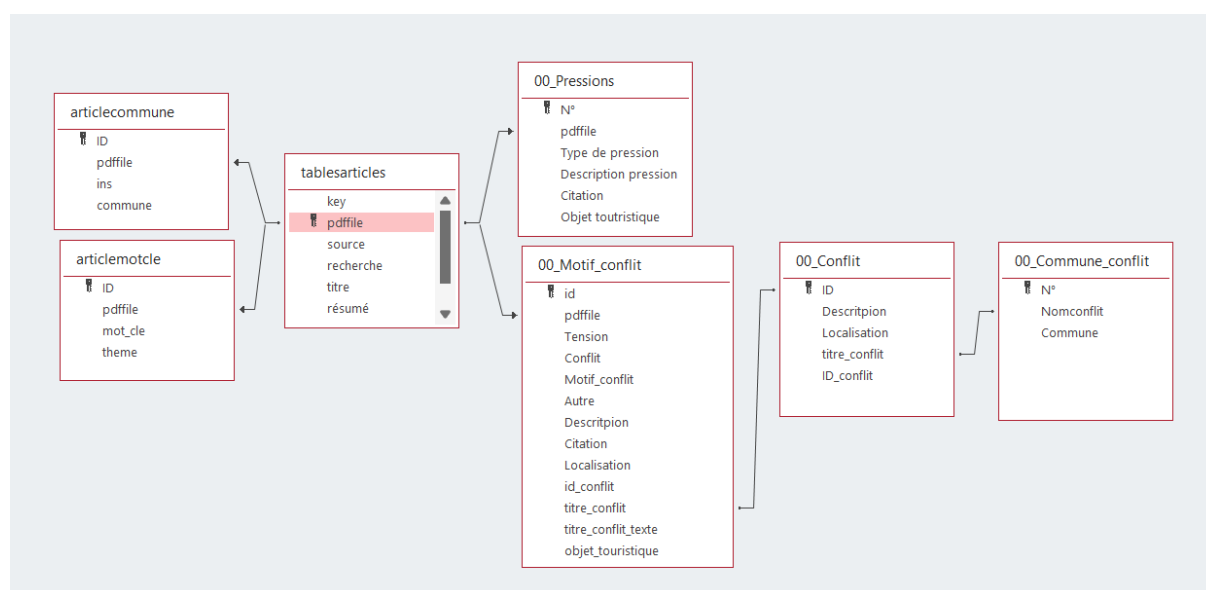 articlecommune
ID
pdffile
ins
commune
articlemotcle
ID
pdffile
mot_cle
theme
tablesarticles
key
pdffile
source
recherche
titre
résumé
00_Pressions
N°
pdffile
Type de pression
Description pression
Citation
Objet toutristique
00_Motif_conflit
id
pdffile
Tension
Conflit
Motif_conflit
Autre
Descritpion
Citation
Localisation
id_conflit
titre_conflit
titre_conflit_texte
objet_touristique
00_Conflit
ID
Descritpion
Localisation
titre_conflit
ID_conflit
00_Commune_conflit
N°
Nomconflit
Commune